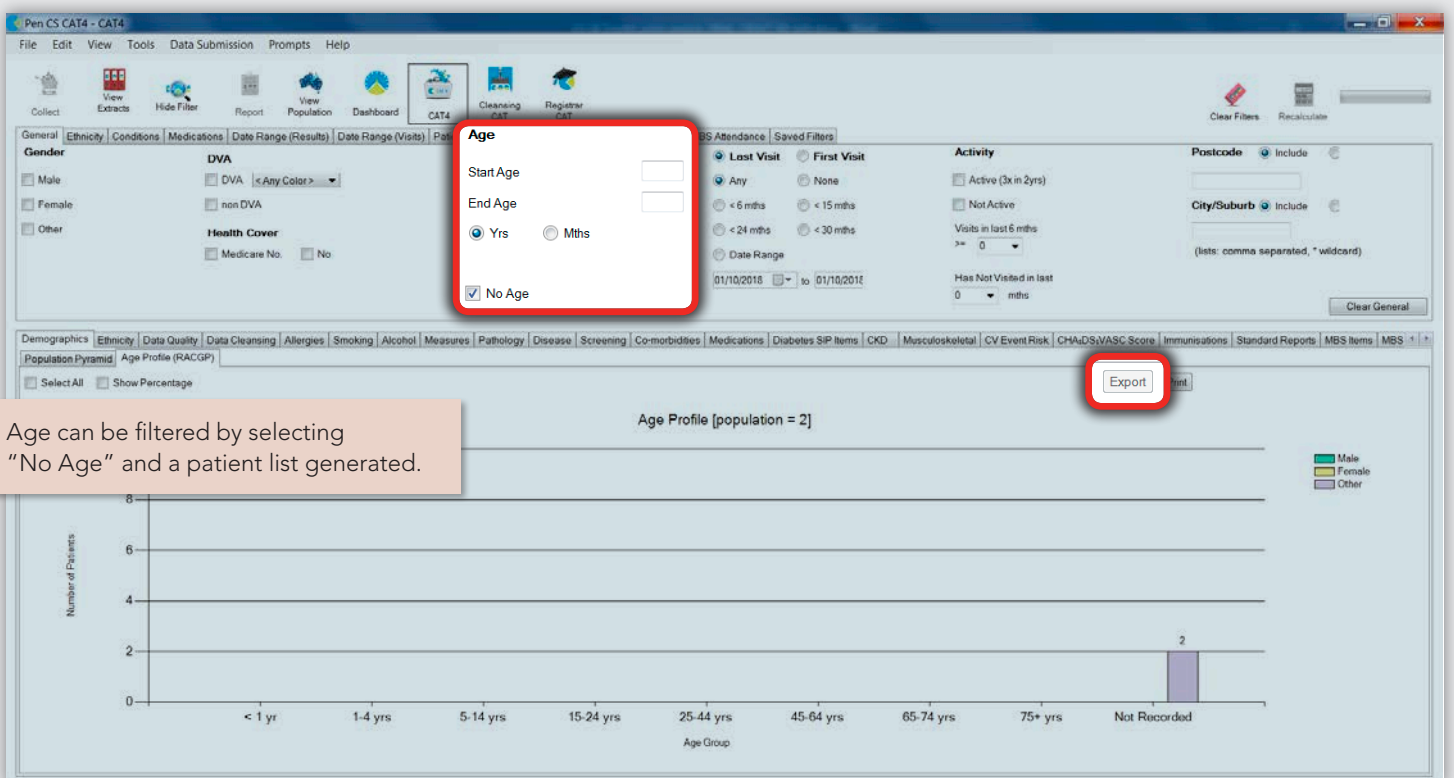 Pen CS CAT4 - CAT4
File Edit View Tools Data Submission Prompts Help
Collect
View Extracts
Hide Filter
Report
View Population
Dashboard
CAT4
Cleansing CAT
Registrar CAT
Clear Filters
Recalculate
General Ethnicity Conditions Medications Date Range (Results) Date Range (Visits) BS Attendance Saved Filters
Gender
Male
Female
Other
DVA
DVA <Any Color>
non DVA
Health Cover
Medicare No. No
Age
Start Age
End Age
Yrs Mths
No Age
Last Visit First Visit
Any None
< 6 mths < 15 mths
< 24 mths < 30 mths
Date Range
01/10/2018 to 01/10/2018
Activity
Active (3x in 2yrs)
Not Active
Visits in last 6 mths
>= 0
Has Not Visited in last
0 mths
Postcode Include
City/Suburb Include
(lists: comma separated, * wildcard)
Clear General
Demographics Ethnicity Data Quality Data Cleansing Allergies Smoking Alcohol Measures Pathology Disease Screening Co-morbidities Medications Diabetes SIP Items CKD Musculoskeletal CV Event Risk CHA₂DS₂VASC Score Immunisations Standard Reports MBS Items MBS
Population Pyramid Age Profile (RACGP)
Select All Show Percentage
Export
Age can be filtered by selecting
"No Age" and a patient list generated.
Age Profile [population = 2]
Male
Female
Other
Number of Patients
8
6
4
2
0
2
< 1 yr 1-4 yrs 5-14 yrs 15-24 yrs 25-44 yrs 45-64 yrs 65-74 yrs 75+ yrs Not Recorded
Age Group